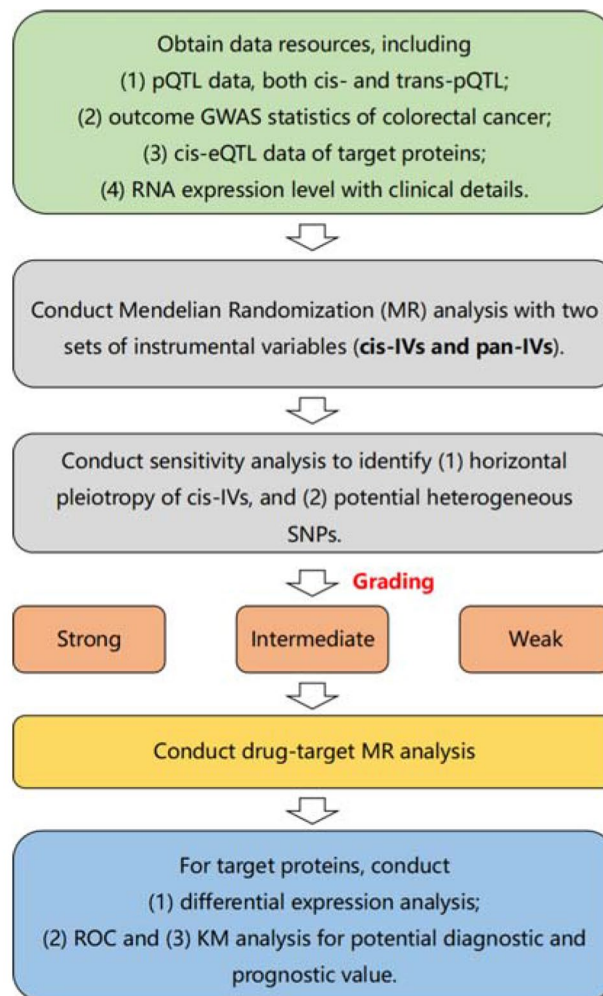 Obtain data resources, including
(1) pQTL data, both cis- and trans-pQTL;
(2) outcome GWAS statistics of colorectal cancer;
(3) cis-eQTL data of target proteins;
(4) RNA expression level with clinical details.
Conduct Mendelian Randomization (MR) analysis with two
sets of instrumental variables (cis-IVs and pan-IVs).
Conduct sensitivity analysis to identify (1) horizontal
pleiotropy of cis-IVs, and (2) potential heterogeneous
SNPs.
Grading
Strong
Intermediate
Weak
Conduct drug-target MR analysis
For target proteins, conduct
(1) differential expression analysis;
(2) ROC and (3) KM analysis for potential diagnostic and
prognostic value.